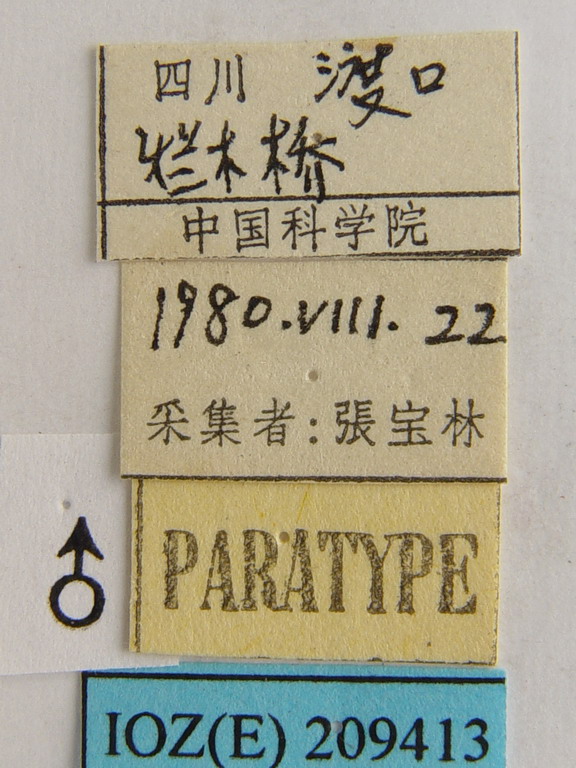 四川 渡口
烂木桥
中国科学院
1980.VIII.22
采集者:張宝林
♂
PARATYPE
IOZ(E) 209413